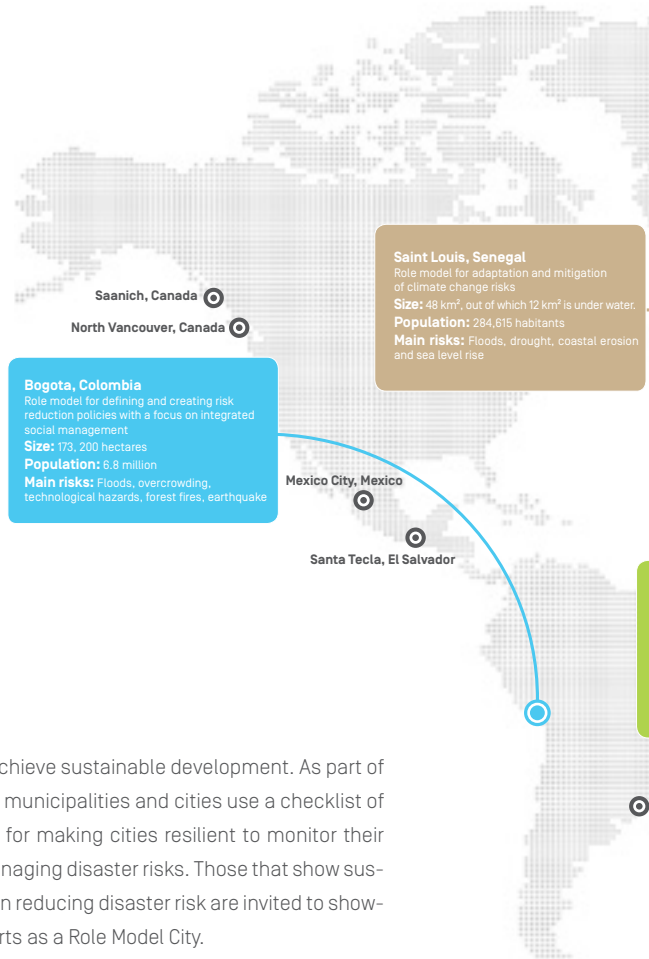 Saint Louis, Senegal
Role model for adaptation and mitigation
of climate change risks
Size: 48 km², out of which 12 km² is under water.
Population: 284,615 habitants
Main risks: Floods, drought, coastal erosion
and sea level rise
Saanich, Canada
North Vancouver, Canada
Bogota, Colombia
Role model for defining and creating risk
reduction policies with a focus on integrated
social management
Size: 173, 200 hectares
Population: 6.8 million
Main risks: Floods, overcrowding,
technological hazards, forest fires, earthquake
Mexico City, Mexico
Santa Tecla, El Salvador
chieve sustainable development. As part of
municipalities and cities use a checklist of
for making cities resilient to monitor their
naging disaster risks. Those that show sus-
n reducing disaster risk are invited to show-
rts as a Role Model City.